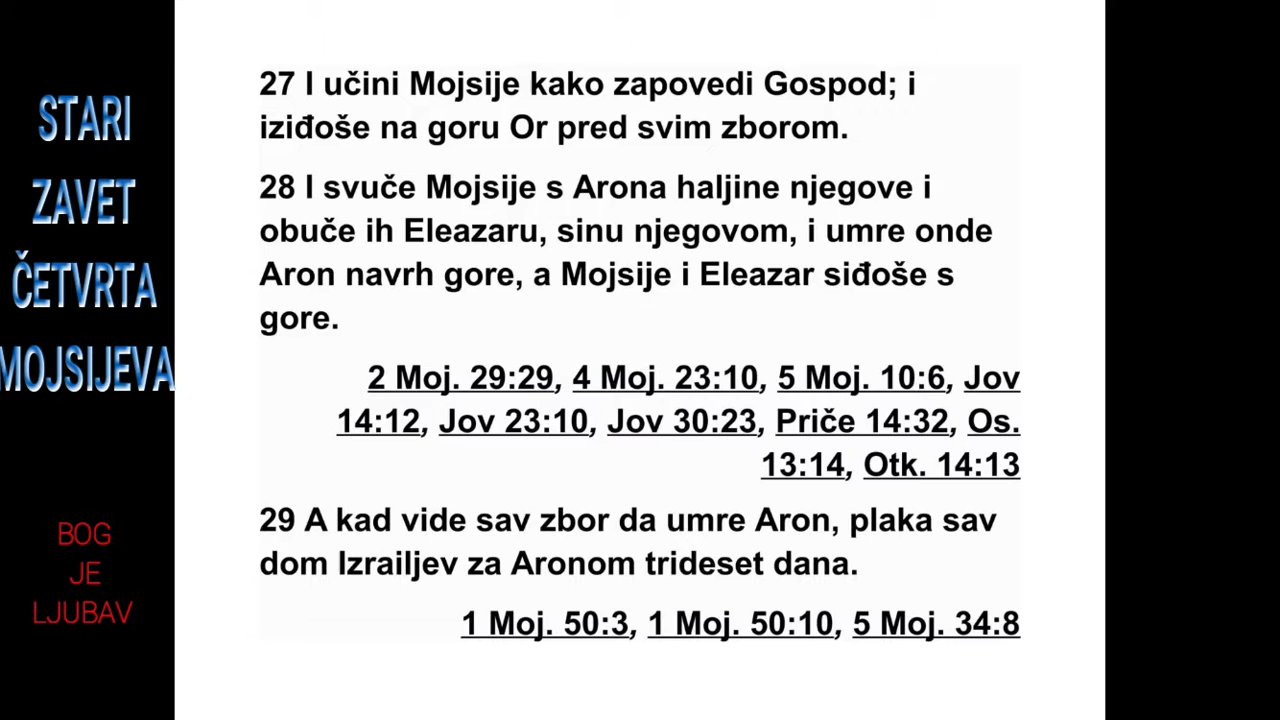 STARI
ZAVET
ČETVRTA
MOJSIJEVA
BOG
JE
LJUBAV
27 I učini Mojsije kako zapovedi Gospod; i
iziđoše na goru Or pred svim zborom.
28 I svuče Mojsije s Arona haljine njegove i
obuče ih Eleazaru, sinu njegovom, i umre onde
Aron navrh gore, a Mojsije i Eleazar siđoše s
gore.
2 Moj. 29:29, 4 Moj. 23:10, 5 Moj. 10:6, Jov
14:12, Jov 23:10, Jov 30:23, Priče 14:32, Os.
13:14, Otk. 14:13
29 A kad vide sav zbor da umre Aron, plaka sav
dom Izrailjev za Aronom trideset dana.
1 Moj. 50:3, 1 Moj. 50:10, 5 Moj. 34:8